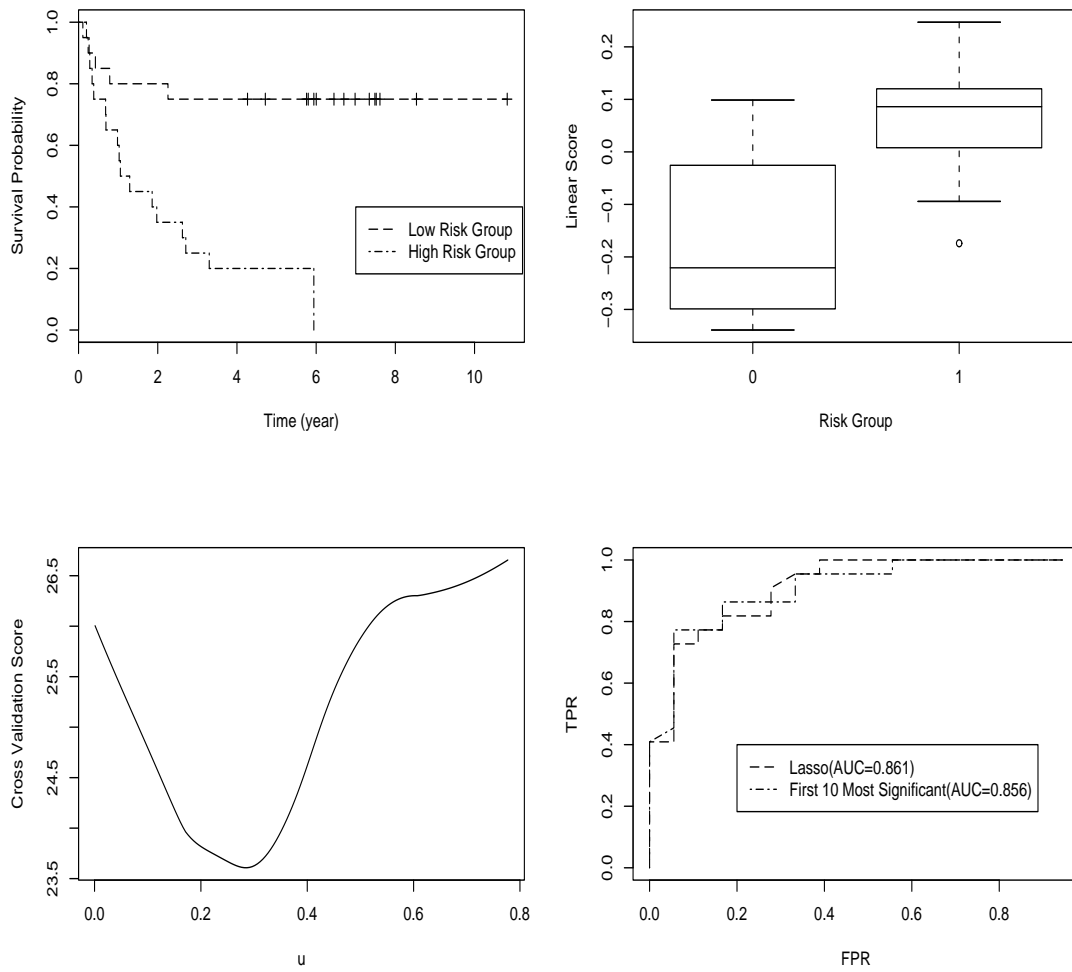 Survival Probability
1.0
0.8
0.6
0.4
0.2
0.0
Low Risk Group
High Risk Group
0 2 4 6 8 10
Time (year)
Linear Score
0.2
0.1
0.0
−0.1
−0.2
−0.3
0 1
Risk Group
Cross Validation Score
26.5
25.5
24.5
23.5
0.0 0.2 0.4 0.6 0.8
u
TPR
1.0
0.8
0.6
0.4
0.2
0.0
Lasso(AUC=0.861)
First 10 Most Significant(AUC=0.856)
0.0 0.2 0.4 0.6 0.8
FPR